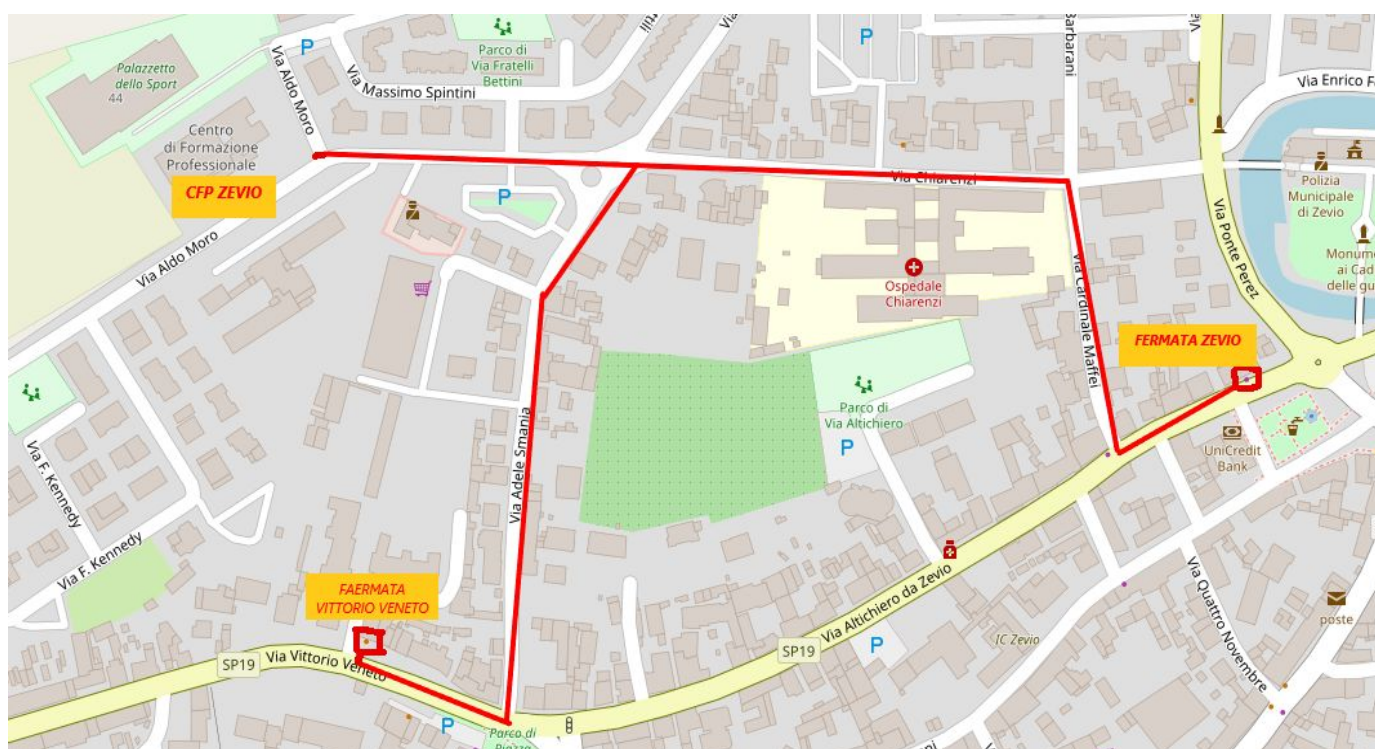 Palazzetto
dello Sport
44
P
Parco di
Via Fratelli
Bettini
P
Barbarani
Via Enrico F
Via Massimo Spintini
Via Aldo Moro
Centro
di Formazione
Professionale
CFP ZEVIO
P
Via Chiarenzi
Polizia
Municipale
di Zevio
Via Ponte Perez
Via Aldo Moro
Ospedale
Chiarenzi
Via Cardinale Maffei
Monume
ai Cad
delle gu
FERMATA ZEVIO
Parco di
Via Altichiero
P
UniCredit
Bank
Via F. Kennedy
Via Adele Smania
Via F. Kennedy
FAERMATA
VITTORIO VENETO
Via Altichiero da Zevio
Via Quattro Novembre
poste
IC Zevio
P
SP19
SP19
Via Vittorio Veneto
P
Parco di
Piazza